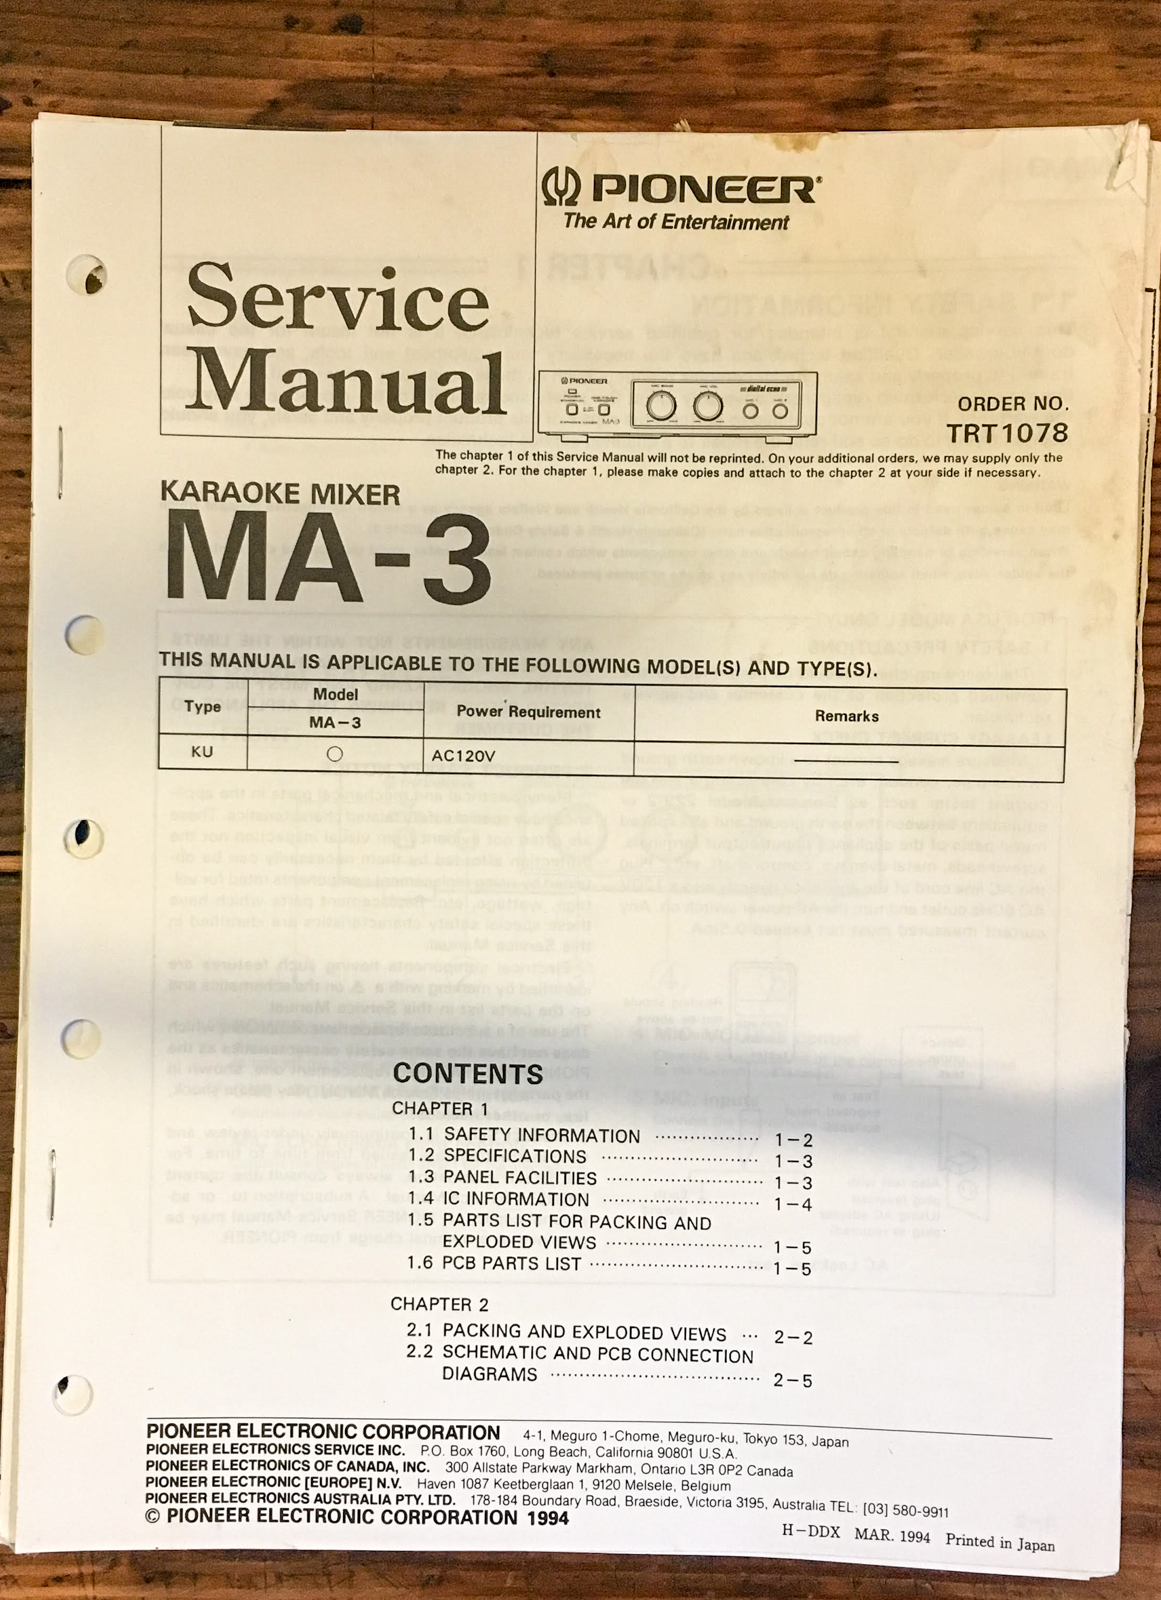 PIONEER®
The Art of Entertainment
Service
Manual
PIONEER
digital echo
MA-3
ORDER NO.
TRT1078
The chapter 1 of this Service Manual will not be reprinted. On your additional orders, we may supply only the
chapter 2. For the chapter 1, please make copies and attach to the chapter 2 at your side if necessary.
KARAOKE MIXER
MA-3
THIS MANUAL IS APPLICABLE TO THE FOLLOWING MODEL(S) AND TYPE(S).
Type Model Power Requirement Remarks
MA-3
KU ○ AC120V
CONTENTS
CHAPTER 1
1.1 SAFETY INFORMATION ················· 1-2
1.2 SPECIFICATIONS ························· 1-3
1.3 PANEL FACILITIES ························· 1-3
1.4 IC INFORMATION ························· 1-4
1.5 PARTS LIST FOR PACKING AND
EXPLODED VIEWS ························· 1-5
1.6 PCB PARTS LIST ···························· 1-5
CHAPTER 2
2.1 PACKING AND EXPLODED VIEWS ··· 2-2
2.2 SCHEMATIC AND PCB CONNECTION
DIAGRAMS ·································· 2-5
PIONEER ELECTRONIC CORPORATION 4-1, Meguro 1-Chome, Meguro-ku, Tokyo 153, Japan
PIONEER ELECTRONICS SERVICE INC. P.O. Box 1760, Long Beach, California 90801 U.S.A.
PIONEER ELECTRONICS OF CANADA, INC. 300 Allstate Parkway Markham, Ontario L3R 0P2 Canada
PIONEER ELECTRONIC [EUROPE] N.V. Haven 1087 Keetberglaan 1, 9120 Melsele, Belgium
PIONEER ELECTRONICS AUSTRALIA PTY. LTD. 178-184 Boundary Road, Braeside, Victoria 3195, Australia TEL: [03] 580-9911
© PIONEER ELECTRONIC CORPORATION 1994
H-DDX MAR. 1994 Printed in Japan